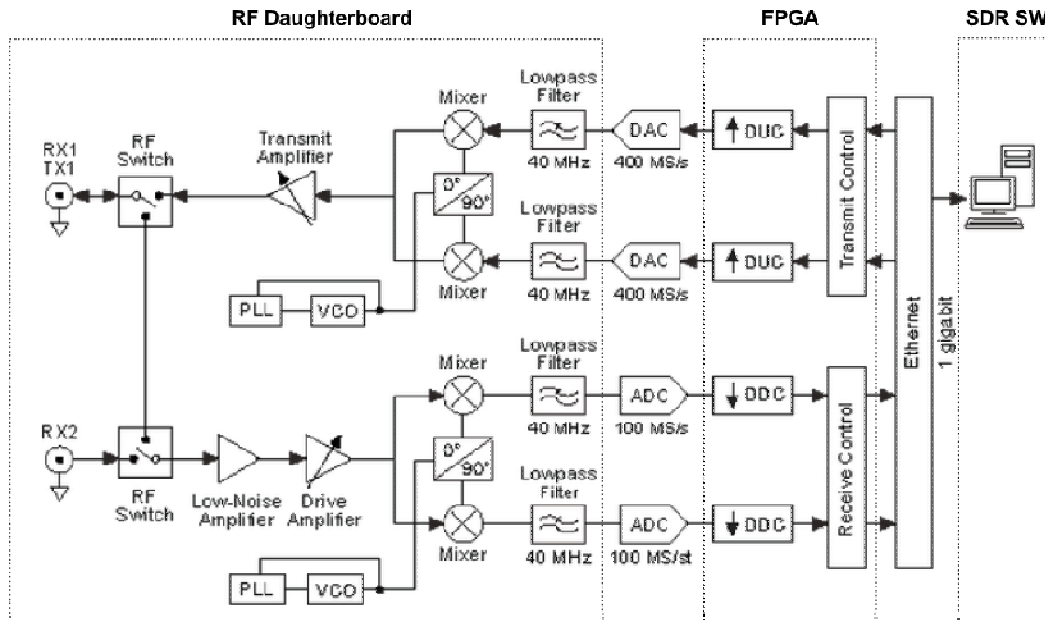 RF Daughterboard
FPGA
SDR SW
Lowpass
Filter
Mixer
40 MHz
DAC
400 MS/s
DUC
RX1
TX1
RF
Switch
Transmit
Amplifier
0°
90°
Lowpass
Filter
Mixer
40 MHz
DAC
400 MS/s
DUC
Transmit Control
PLL
VCO
Ethernet
1 gigabit
Lowpass
Filter
Mixer
40 MHz
ADC
100 MS/s
DDC
RX2
RF
Switch
Low-Noise
Amplifier
Drive
Amplifier
0°
90°
Lowpass
Filter
Mixer
40 MHz
ADC
100 MS/st
DDC
Receive Control
PLL
VCO